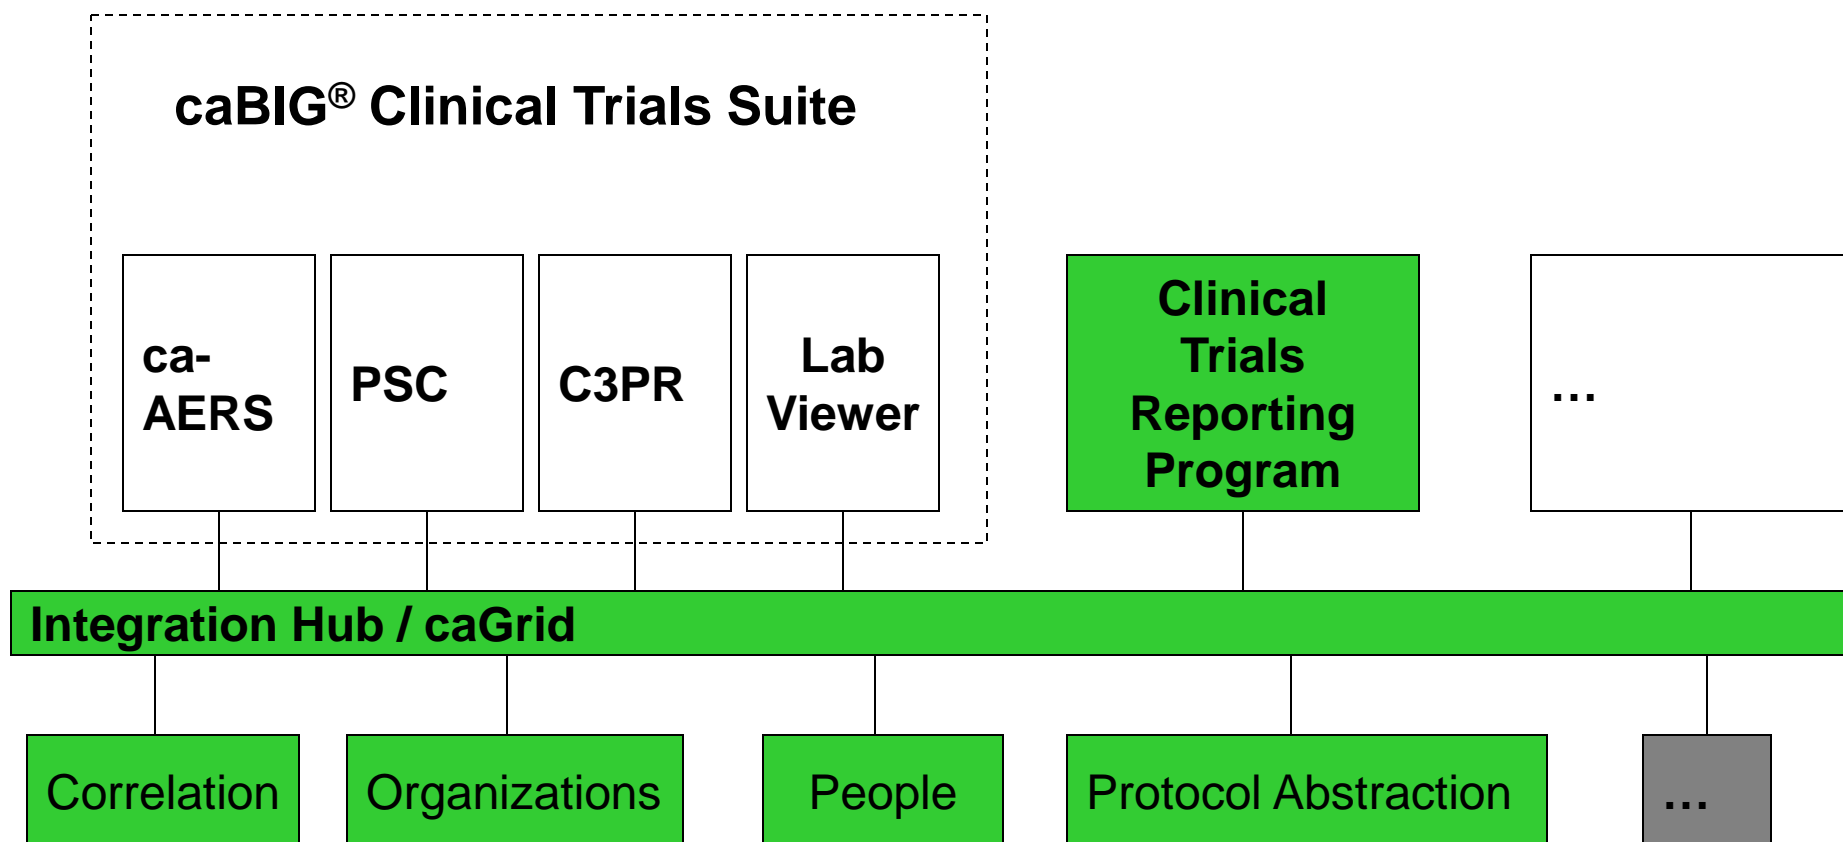 caBIG® Clinical Trials Suite
ca-
AERS
PSC
C3PR
Lab
Viewer
Clinical
Trials
Reporting
Program
...
Integration Hub / caGrid
Correlation
Organizations
People
Protocol Abstraction
...